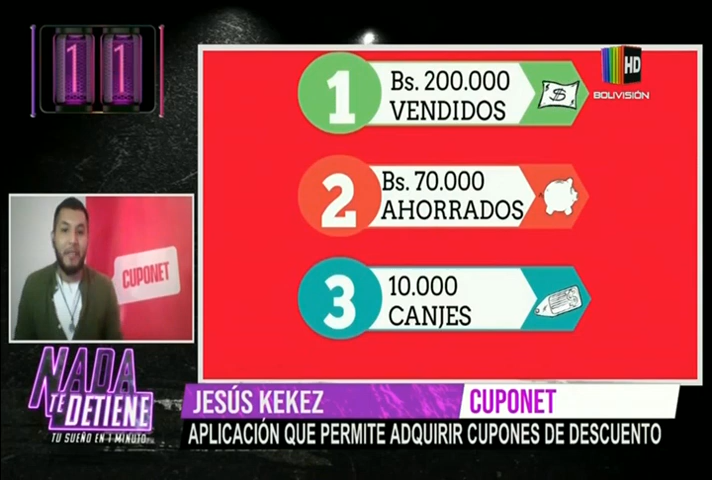 11
1
Bs. 200.000
VENDIDOS
HD
BOLIVISIÓN
2
Bs. 70.000
AHORRADOS
3
10.000
CANJES
CUPONET
NADA
TE
DETIENE
TU SUEÑO EN 1 MINUTO
JESÚS KEKEZ
CUPONET
APLICACIÓN QUE PERMITE ADQUIRIR CUPONES DE DESCUENTO